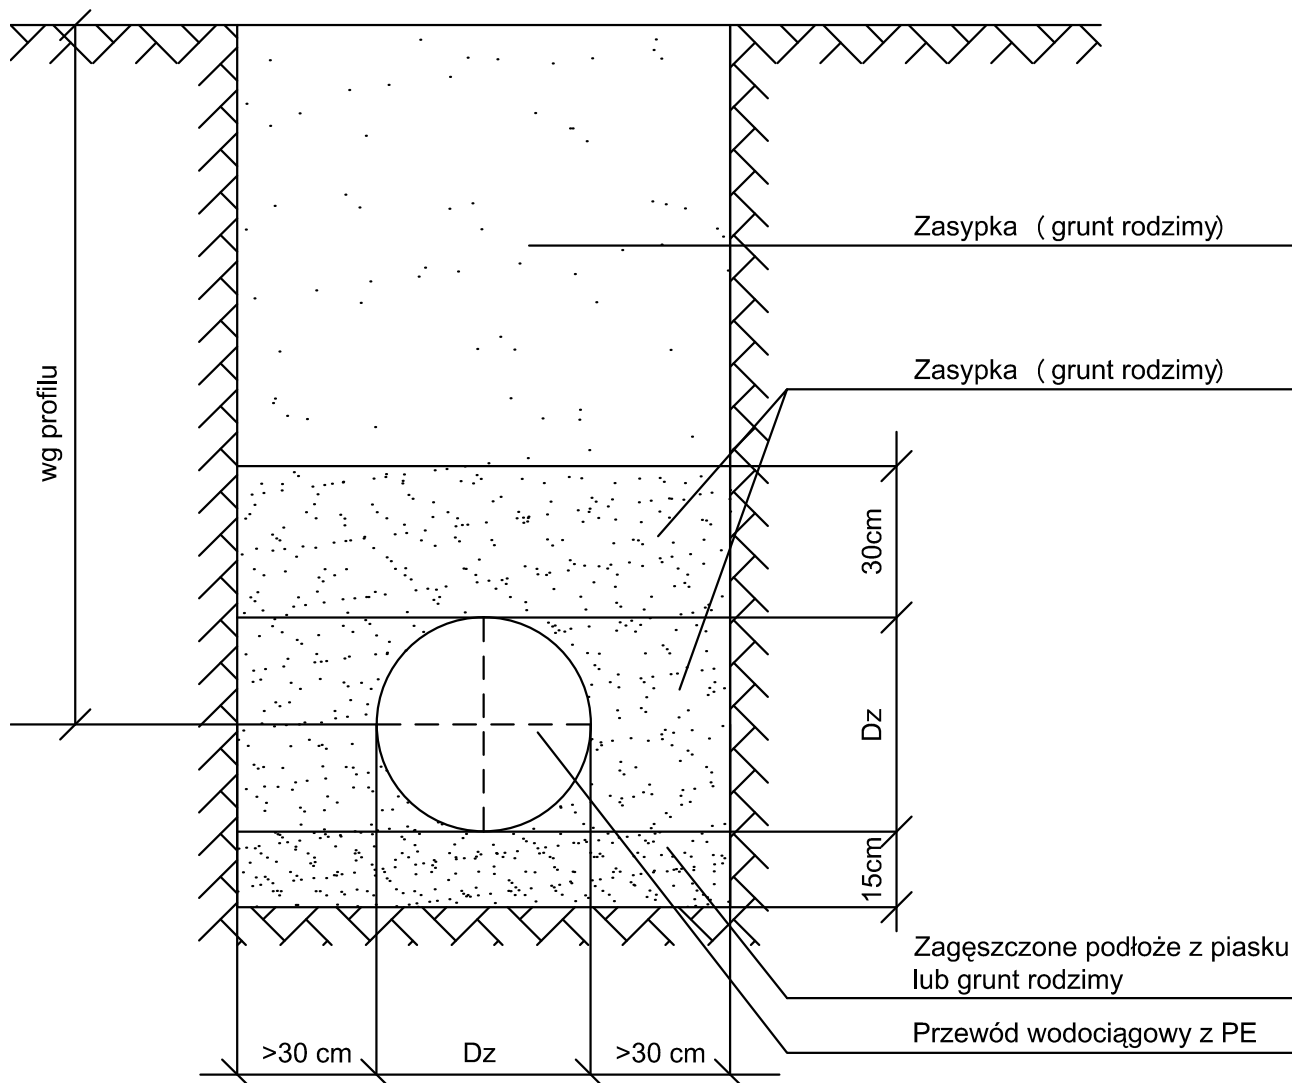 Zasypka ( grunt rodzimy)
Zasypka ( grunt rodzimy)
wg profilu
30cm
Dz
15cm
Zagęszczone podłoże z piasku
lub grunt rodzimy
Przewód wodociągowy z PE
>30 cm Dz >30 cm